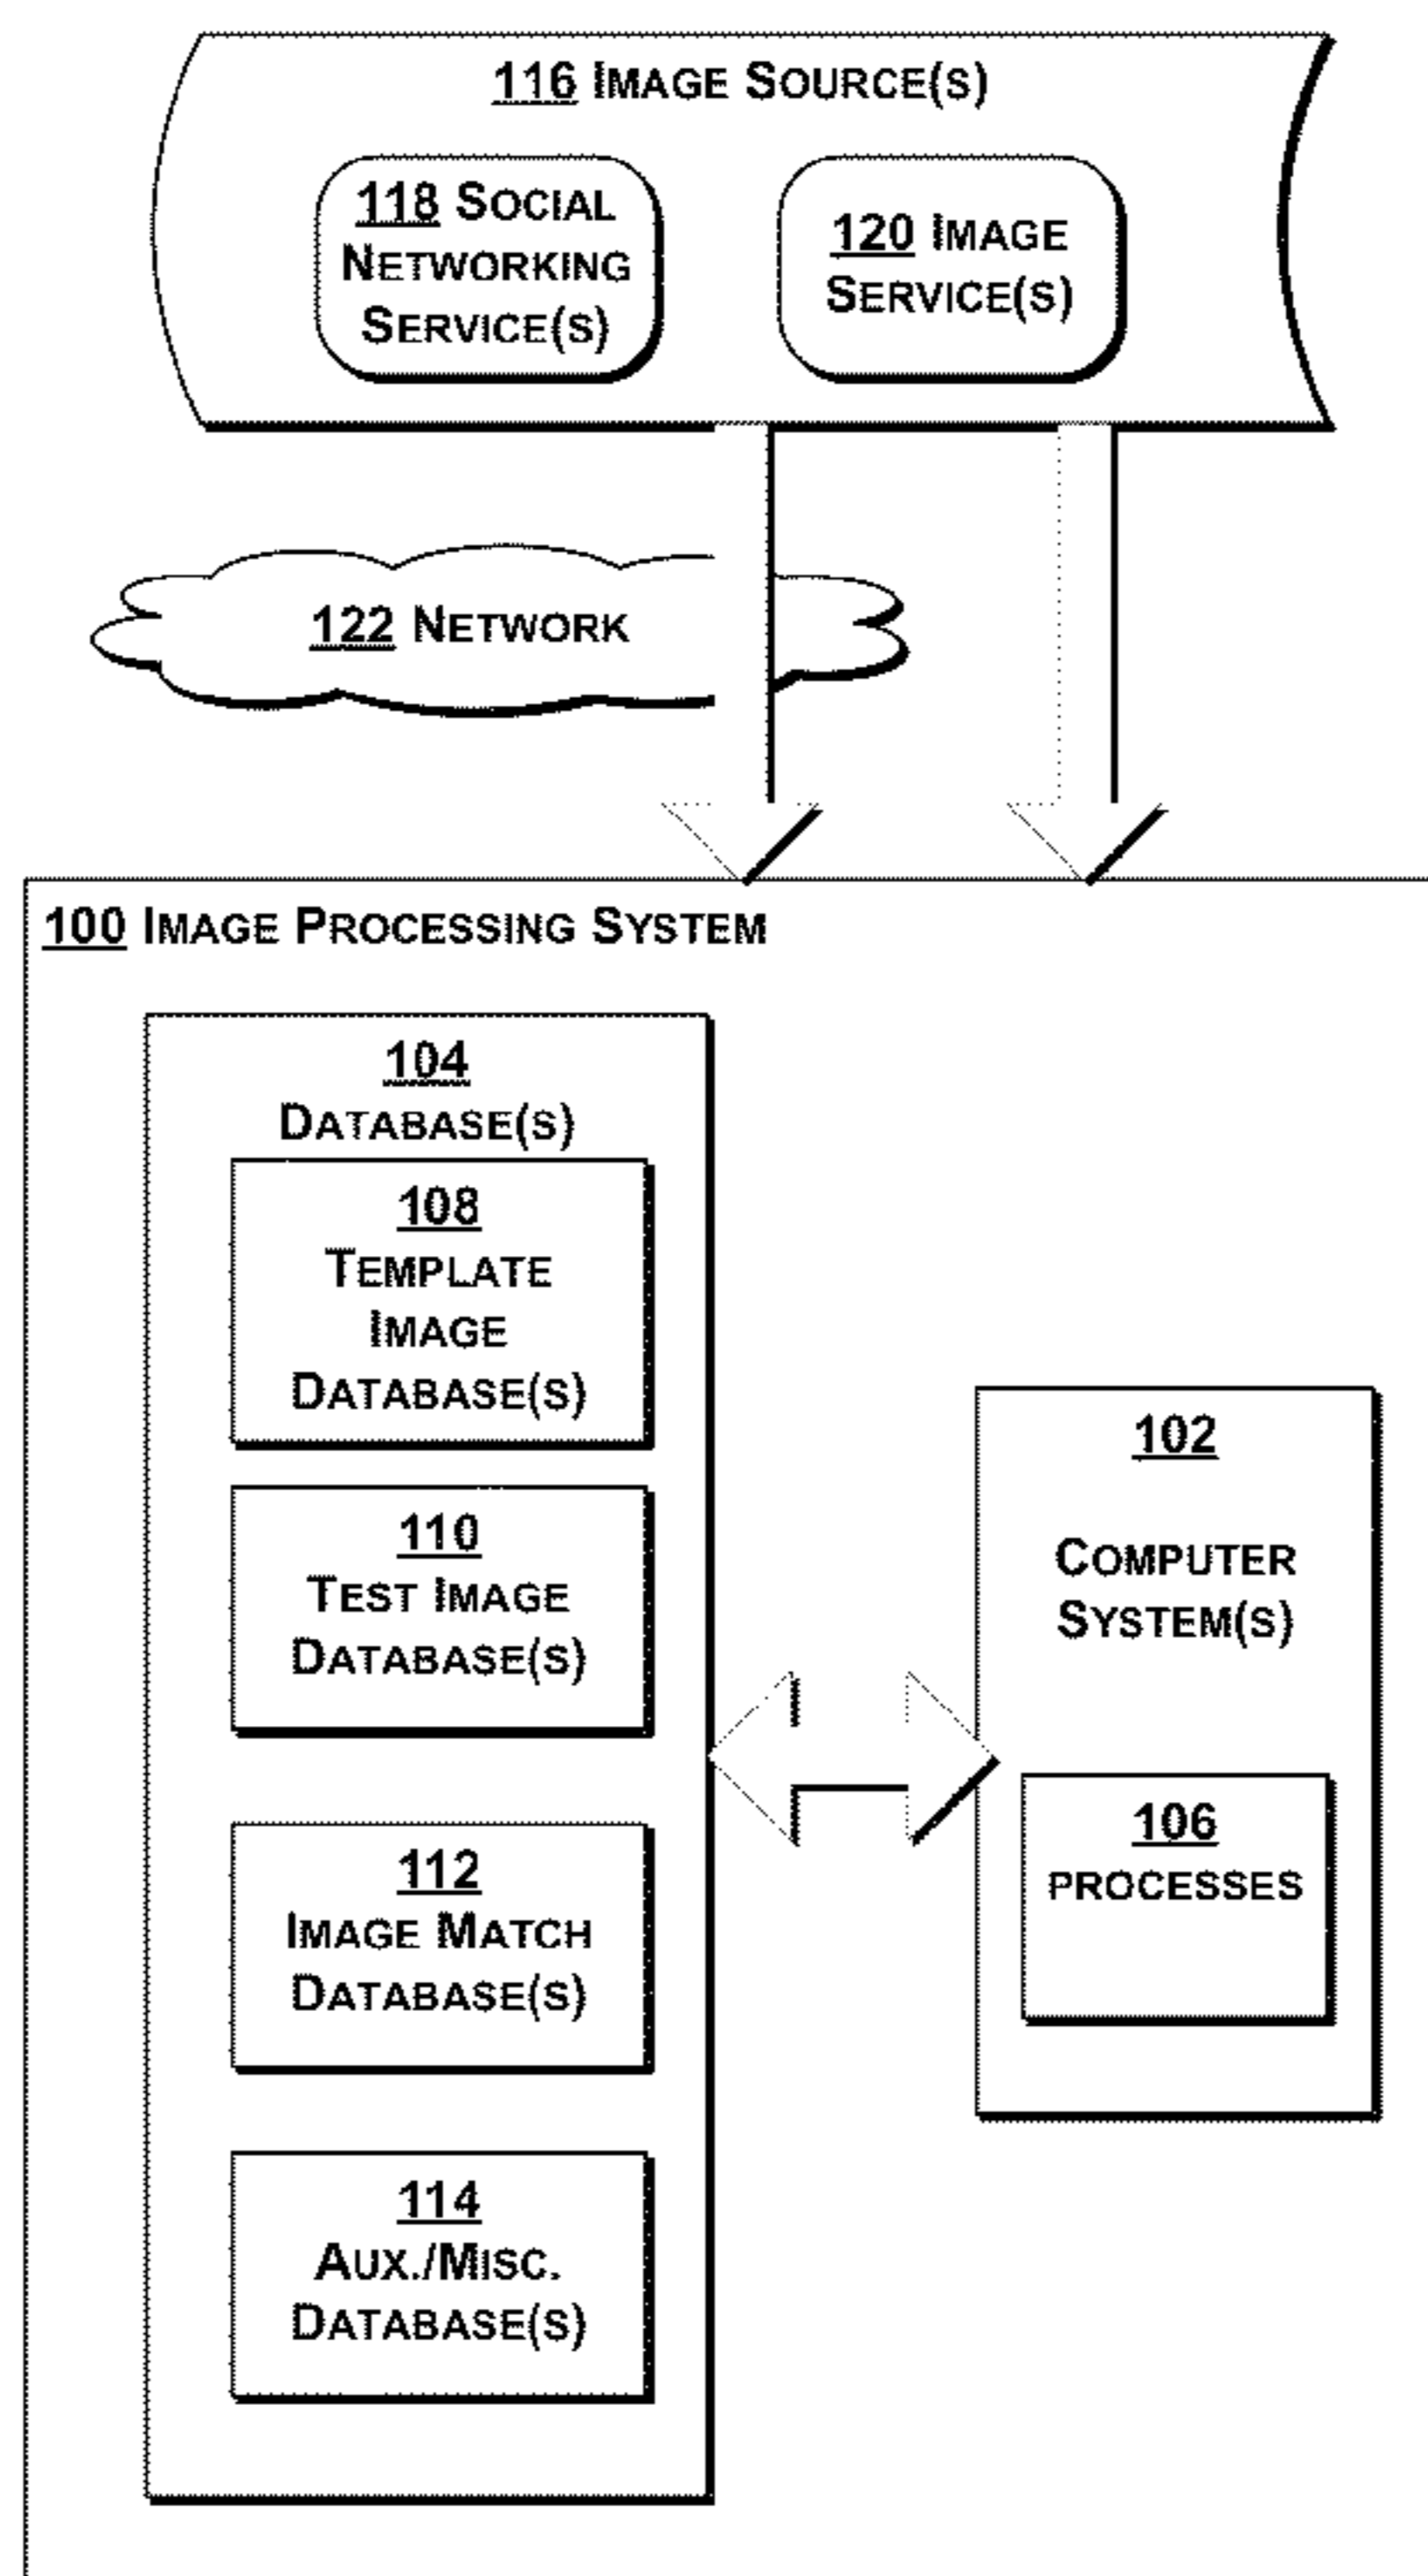 116 IMAGE SOURCE(S)
118 SOCIAL
NETWORKING
SERVICE(S)
120 IMAGE
SERVICE(S)
122 NETWORK
100 IMAGE PROCESSING SYSTEM
104
DATABASE(S)
108
TEMPLATE
IMAGE
DATABASE(S)
110
TEST IMAGE
DATABASE(S)
112
IMAGE MATCH
DATABASE(S)
114
AUX./MISC.
DATABASE(S)
102
COMPUTER
SYSTEM(S)
106
PROCESSES